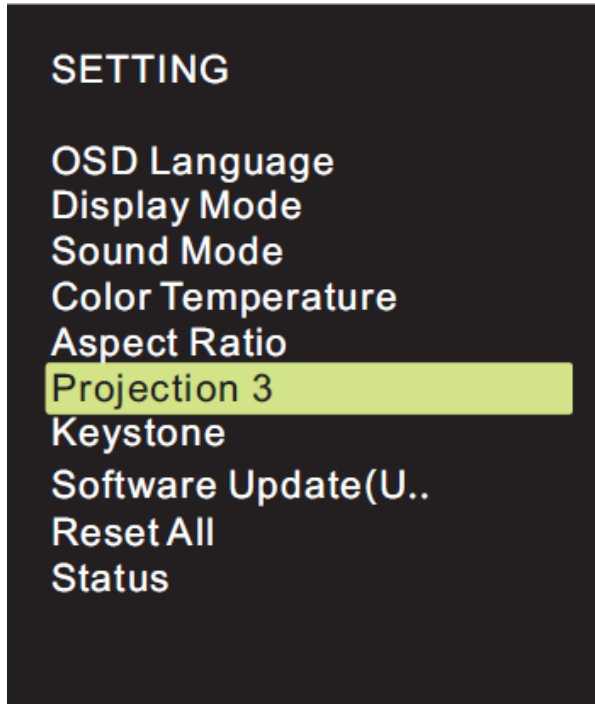 SETTING
OSD Language
Display Mode
Sound Mode
Color Temperature
Aspect Ratio
Projection 3
Keystone
Software Update(U..
Reset All
Status